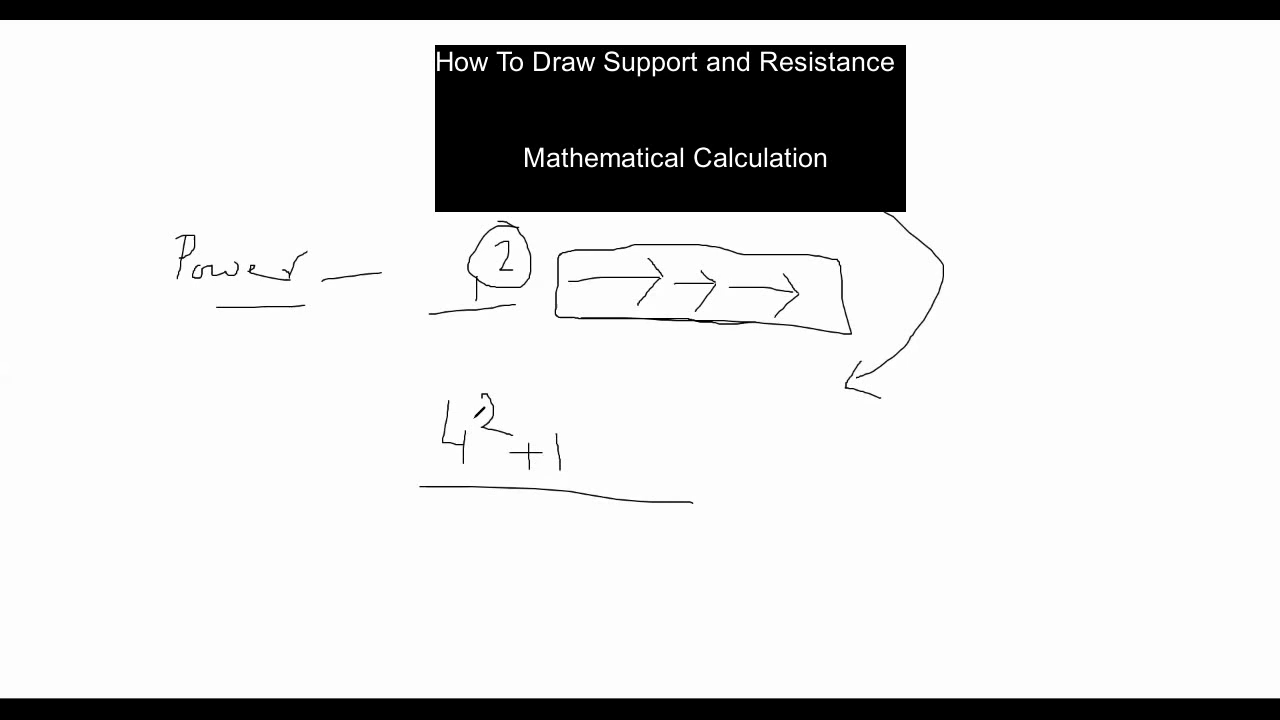 How To Draw Support and Resistance
Mathematical Calculation
Power — 2
4² +1